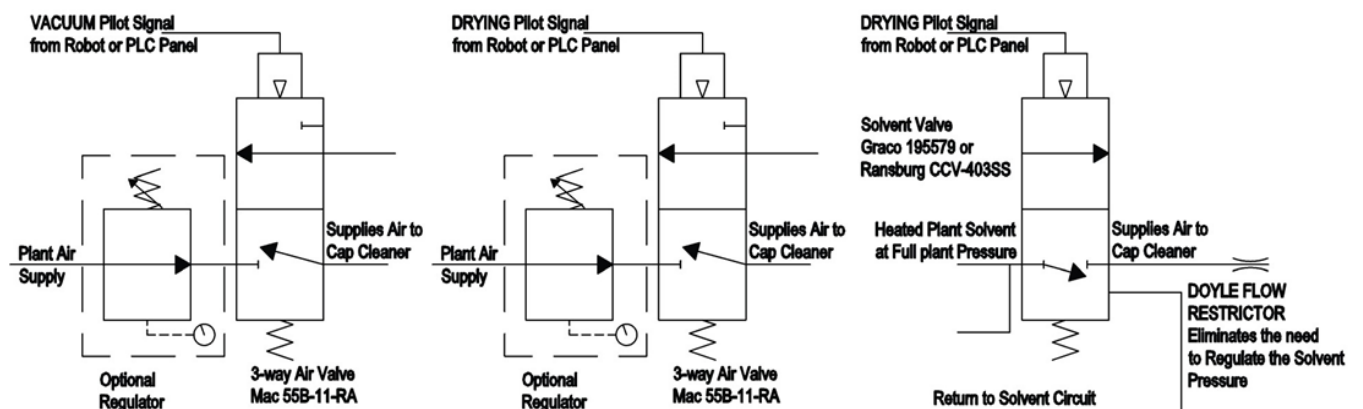 VACUUM Pilot Signal
from Robot or PLC Panel
Plant Air
Supply
Supplies Air to
Cap Cleaner
Optional
Regulator
3-way Air Valve
Mac 55B-11-RA
DRYING Pilot Signal
from Robot or PLC Panel
Plant Air
Supply
Supplies Air to
Cap Cleaner
Optional
Regulator
3-way Air Valve
Mac 55B-11-RA
DRYING Pilot Signal
from Robot or PLC Panel
Solvent Valve
Graco 195579 or
Ransburg CCV-403SS
Heated Plant Solvent
at Full plant Pressure
Supplies Air to
Cap Cleaner
DOYLE FLOW
RESTRICTOR
Eliminates the need
to Regulate the Solvent
Pressure
Return to Solvent Circuit